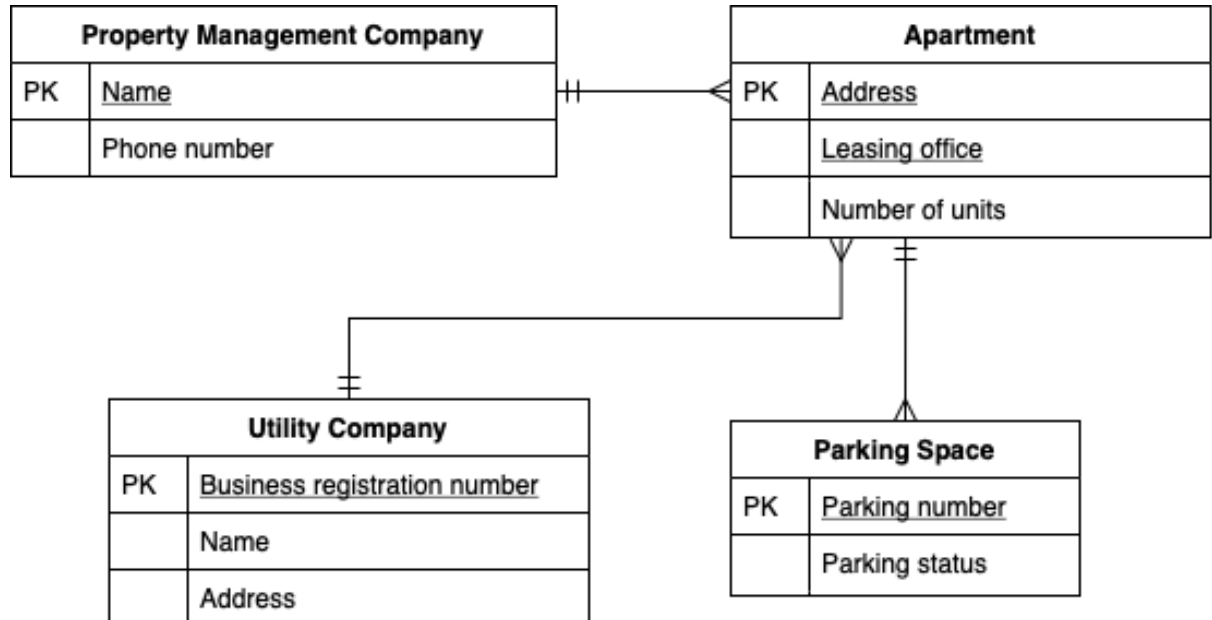 Property Management Company
PK Name
Phone number
Apartment
PK Address
Leasing office
Number of units
Utility Company
PK Business registration number
Name
Address
Parking Space
PK Parking number
Parking status